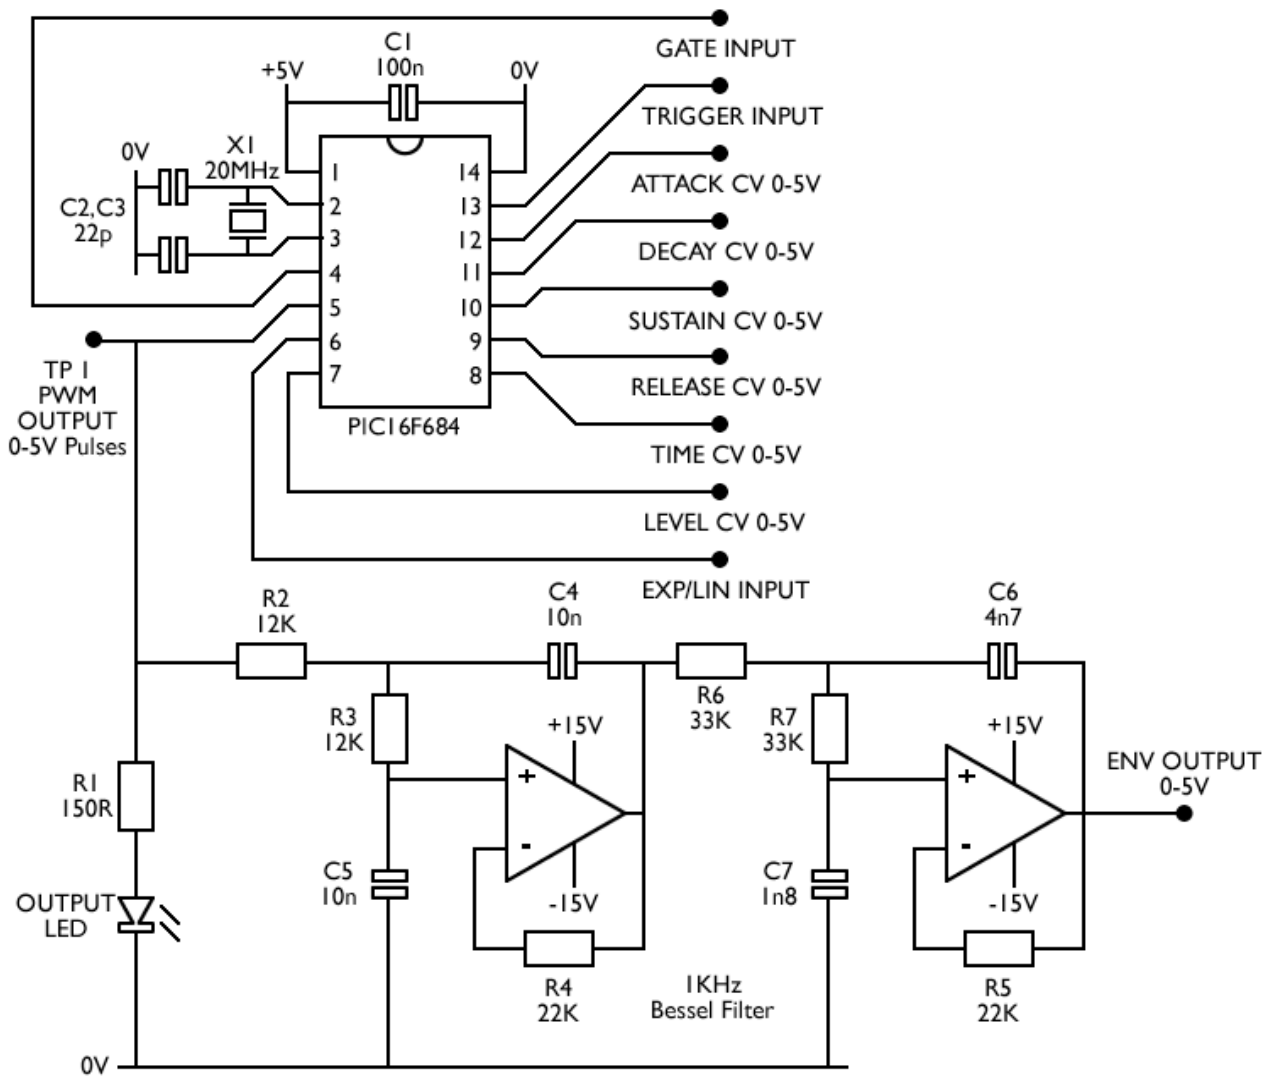 GATE INPUT
C1
100n
+5V
0V
TRIGGER INPUT
X1
20MHz
0V
C2,C3
22p
1
2
3
4
5
6
7
14
13
12
11
10
9
8
PIC16F684
ATTACK CV 0-5V
DECAY CV 0-5V
SUSTAIN CV 0-5V
RELEASE CV 0-5V
TIME CV 0-5V
LEVEL CV 0-5V
EXP/LIN INPUT
TP 1
PWM
OUTPUT
0-5V Pulses
R2
12K
C4
10n
C6
4n7
R3
12K
R6
33K
R7
33K
+15V
+15V
+
-
+
-
-15V
-15V
ENV OUTPUT
0-5V
R1
150R
C5
10n
C7
1n8
OUTPUT
LED
R4
22K
1KHz
Bessel Filter
R5
22K
0V